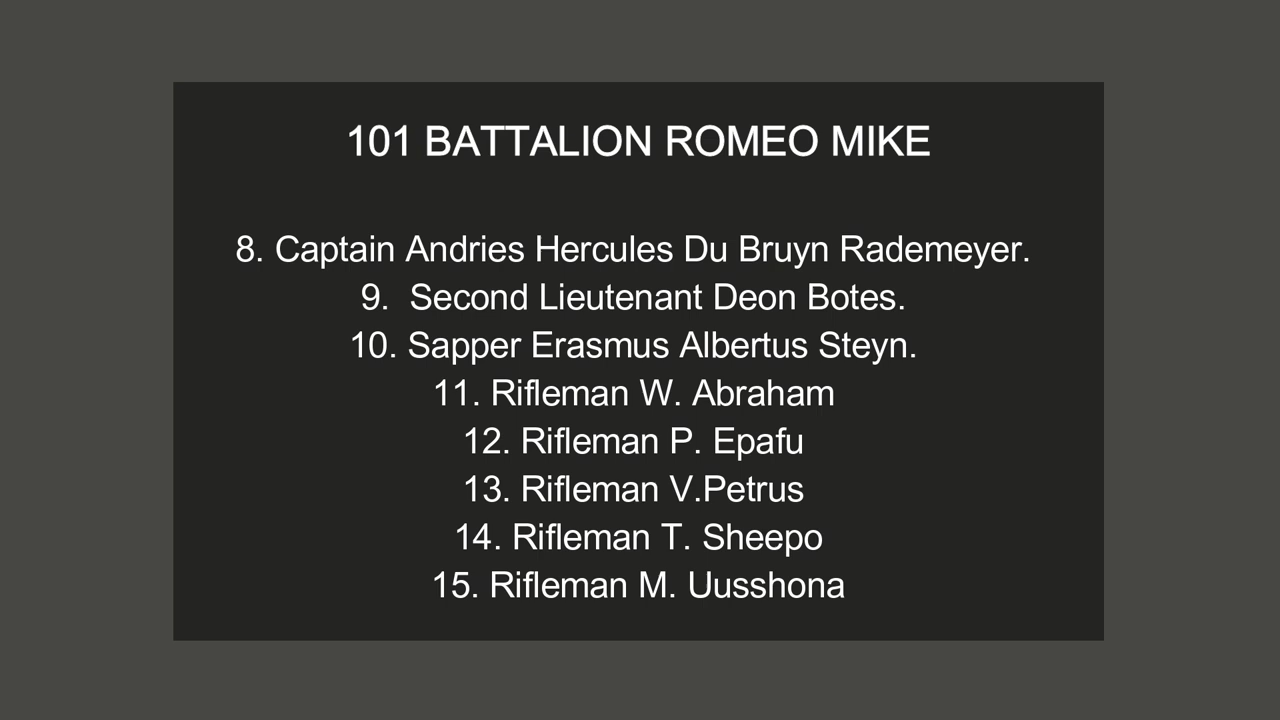 101 BATTALION ROMEO MIKE
8. Captain Andries Hercules Du Bruyn Rademeyer.
9.  Second Lieutenant Deon Botes.
10. Sapper Erasmus Albertus Steyn.
11. Rifleman W. Abraham
12. Rifleman P. Epafu
13. Rifleman V.Petrus
14. Rifleman T. Sheepo
15. Rifleman M. Uusshona